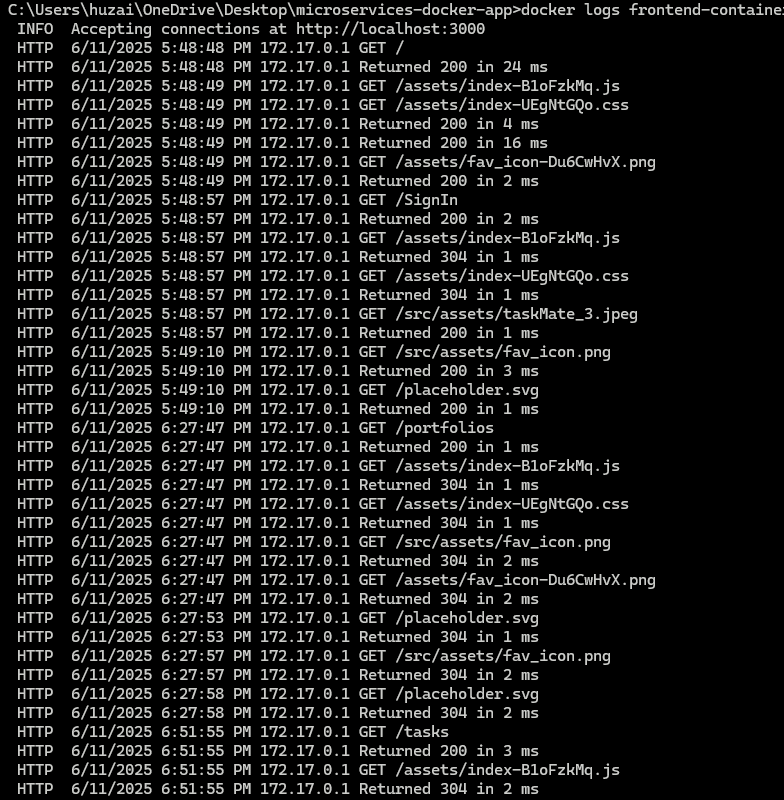 C:\Users\huzai\OneDrive\Desktop\microservices-docker-app>docker logs frontend-container
INFO Accepting connections at http://localhost:3000
HTTP 6/11/2025 5:48:48 PM 172.17.0.1 GET /
HTTP 6/11/2025 5:48:48 PM 172.17.0.1 Returned 200 in 24 ms
HTTP 6/11/2025 5:48:49 PM 172.17.0.1 GET /assets/index-B1oFzkMq.js
HTTP 6/11/2025 5:48:49 PM 172.17.0.1 GET /assets/index-UEgNtGQo.css
HTTP 6/11/2025 5:48:49 PM 172.17.0.1 Returned 200 in 4 ms
HTTP 6/11/2025 5:48:49 PM 172.17.0.1 Returned 200 in 16 ms
HTTP 6/11/2025 5:48:49 PM 172.17.0.1 GET /assets/fav_icon-Du6CwHvX.png
HTTP 6/11/2025 5:48:49 PM 172.17.0.1 Returned 200 in 2 ms
HTTP 6/11/2025 5:48:57 PM 172.17.0.1 GET /SignIn
HTTP 6/11/2025 5:48:57 PM 172.17.0.1 Returned 200 in 2 ms
HTTP 6/11/2025 5:48:57 PM 172.17.0.1 GET /assets/index-B1oFzkMq.js
HTTP 6/11/2025 5:48:57 PM 172.17.0.1 Returned 304 in 1 ms
HTTP 6/11/2025 5:48:57 PM 172.17.0.1 GET /assets/index-UEgNtGQo.css
HTTP 6/11/2025 5:48:57 PM 172.17.0.1 Returned 304 in 1 ms
HTTP 6/11/2025 5:48:57 PM 172.17.0.1 GET /src/assets/taskMate_3.jpeg
HTTP 6/11/2025 5:48:57 PM 172.17.0.1 Returned 200 in 1 ms
HTTP 6/11/2025 5:49:10 PM 172.17.0.1 GET /src/assets/fav_icon.png
HTTP 6/11/2025 5:49:10 PM 172.17.0.1 Returned 200 in 3 ms
HTTP 6/11/2025 5:49:10 PM 172.17.0.1 GET /placeholder.svg
HTTP 6/11/2025 5:49:10 PM 172.17.0.1 Returned 200 in 1 ms
HTTP 6/11/2025 6:27:47 PM 172.17.0.1 GET /portfolios
HTTP 6/11/2025 6:27:47 PM 172.17.0.1 Returned 200 in 1 ms
HTTP 6/11/2025 6:27:47 PM 172.17.0.1 GET /assets/index-B1oFzkMq.js
HTTP 6/11/2025 6:27:47 PM 172.17.0.1 Returned 304 in 1 ms
HTTP 6/11/2025 6:27:47 PM 172.17.0.1 GET /assets/index-UEgNtGQo.css
HTTP 6/11/2025 6:27:47 PM 172.17.0.1 Returned 304 in 1 ms
HTTP 6/11/2025 6:27:47 PM 172.17.0.1 GET /src/assets/fav_icon.png
HTTP 6/11/2025 6:27:47 PM 172.17.0.1 Returned 304 in 2 ms
HTTP 6/11/2025 6:27:47 PM 172.17.0.1 GET /assets/fav_icon-Du6CwHvX.png
HTTP 6/11/2025 6:27:47 PM 172.17.0.1 Returned 304 in 2 ms
HTTP 6/11/2025 6:27:53 PM 172.17.0.1 GET /placeholder.svg
HTTP 6/11/2025 6:27:53 PM 172.17.0.1 Returned 304 in 1 ms
HTTP 6/11/2025 6:27:57 PM 172.17.0.1 GET /src/assets/fav_icon.png
HTTP 6/11/2025 6:27:57 PM 172.17.0.1 Returned 304 in 2 ms
HTTP 6/11/2025 6:27:58 PM 172.17.0.1 GET /placeholder.svg
HTTP 6/11/2025 6:27:58 PM 172.17.0.1 Returned 304 in 2 ms
HTTP 6/11/2025 6:51:55 PM 172.17.0.1 GET /tasks
HTTP 6/11/2025 6:51:55 PM 172.17.0.1 Returned 200 in 3 ms
HTTP 6/11/2025 6:51:55 PM 172.17.0.1 GET /assets/index-B1oFzkMq.js
HTTP 6/11/2025 6:51:55 PM 172.17.0.1 Returned 304 in 2 ms